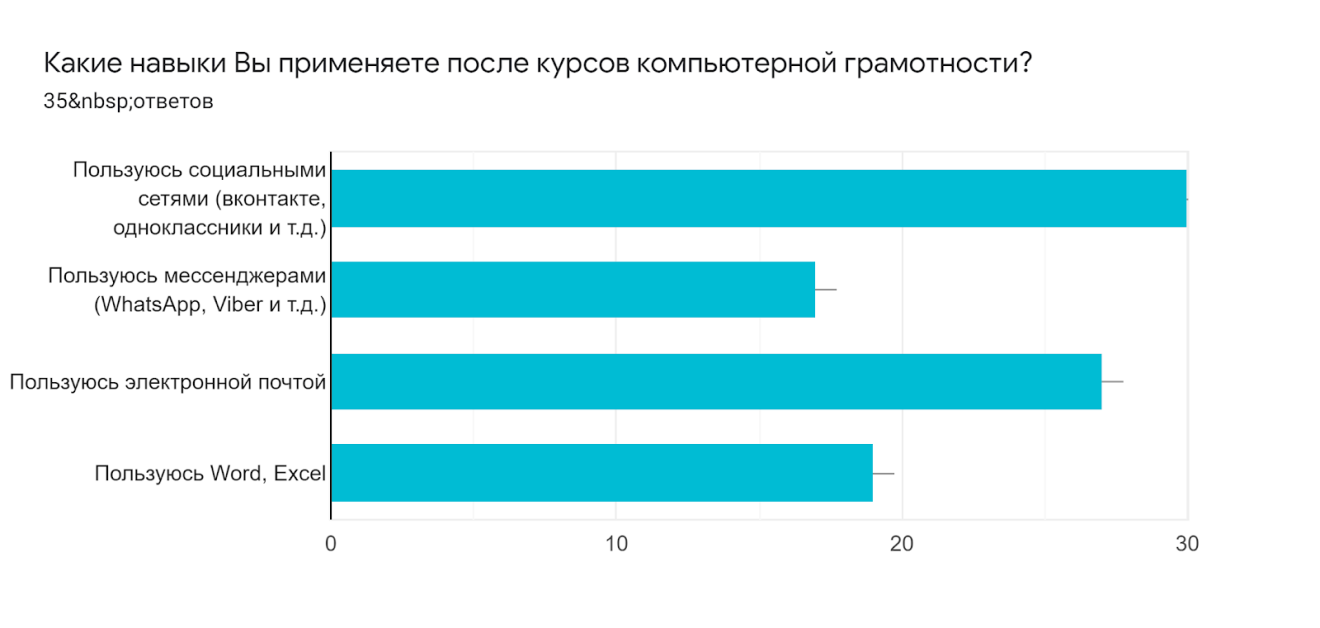 Какие навыки Вы применяете после курсов компьютерной грамотности?
35&nbsp;ответов
Пользуюсь социальными
сетями (вконтакте,
одноклассники и т.д.)
Пользуюсь мессенджерами
(WhatsApp, Viber и т.д.)
Пользуюсь электронной почтой
Пользуюсь Word, Excel
0 10 20 30